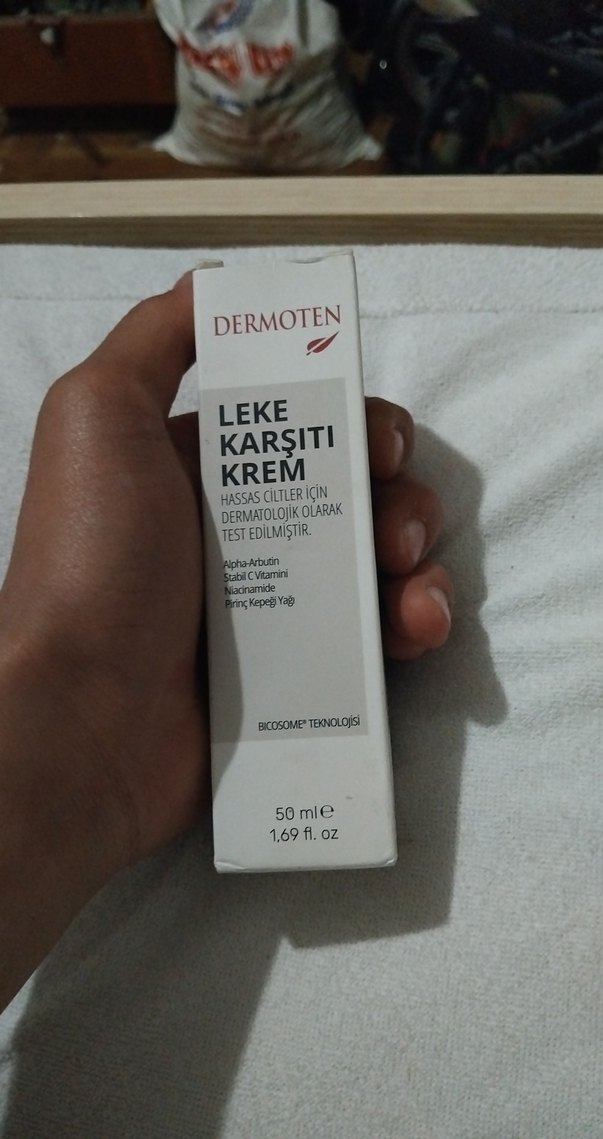 DERMOTEN
LEKE
KARŞITI
KREM
HASSAS CİLTLER İÇİN
DERMATOLOJİK OLARAK
TEST EDİLMİŞTİR.
Alpha-Arbutin
Stabil C Vitamini
Niacinamide
Pirinç Kepeği Yağı
BICOSOME® TEKNOLOJİSİ
50 ml℮
1,69 fl. oz